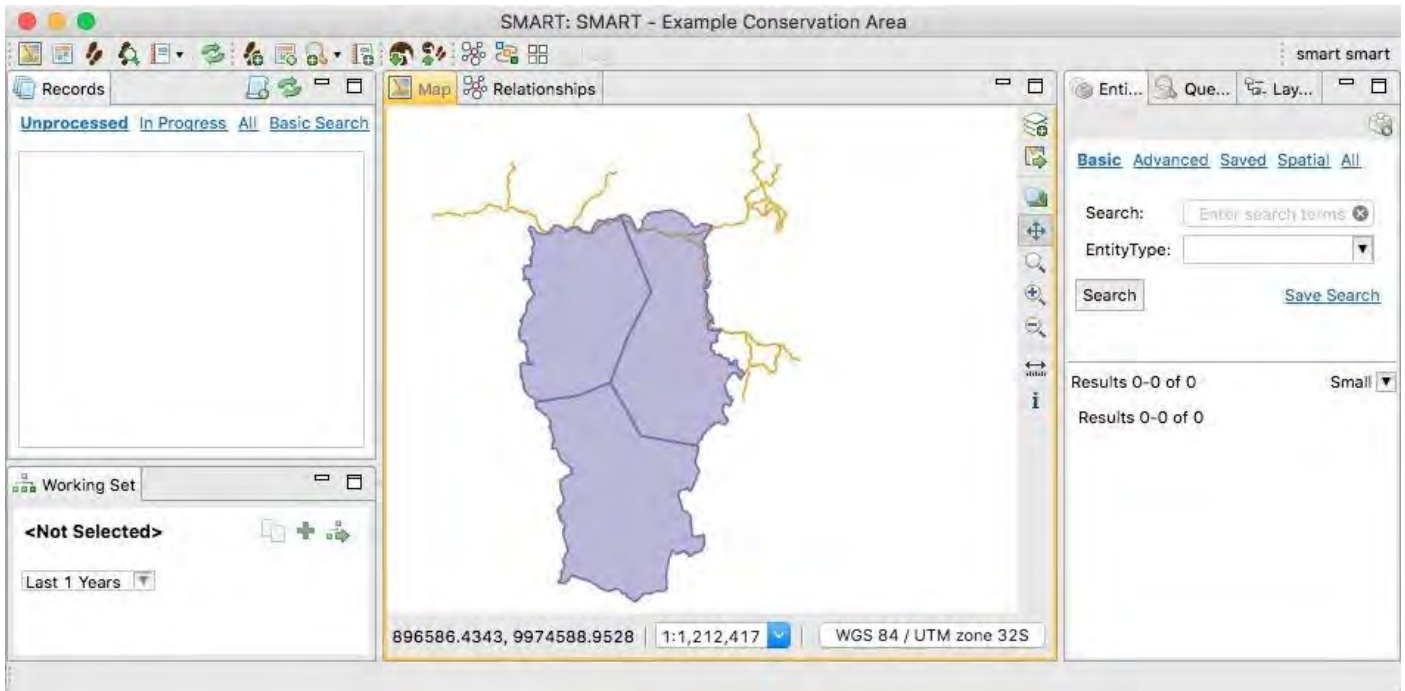 SMART: SMART - Example Conservation Area
smart smart
Records
Unprocessed In Progress All Basic Search
Working Set
<Not Selected>
Last 1 Years
Map Relationships
896586.4343, 9974588.9528 1:1,212,417 WGS 84 / UTM zone 32S
Enti... Que... Lay...
Basic Advanced Saved Spatial All
Search: Enter search terms
EntityType:
Search Save Search
Results 0-0 of 0 Small
Results 0-0 of 0